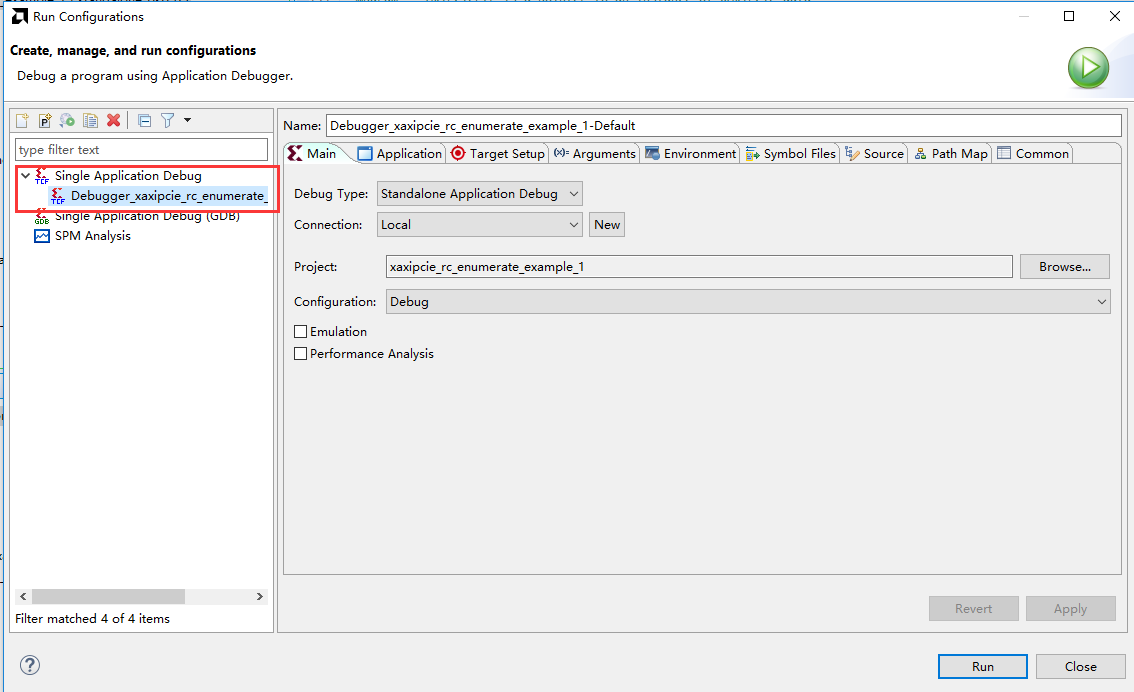 Run Configurations
Create, manage, and run configurations
Debug a program using Application Debugger.
type filter text
Single Application Debug
Debugger_xaxipcie_rc_enumerate_
Single Application Debug (GDB)
SPM Analysis
Filter matched 4 of 4 items
Name: Debugger_xaxipcie_rc_enumerate_example_1-Default
Main Application Target Setup (x)= Arguments Environment Symbol Files Source Path Map Common
Debug Type: Standalone Application Debug
Connection: Local New
Project: xaxipcie_rc_enumerate_example_1 Browse...
Configuration: Debug
Emulation
Performance Analysis
Revert Apply
? Run Close